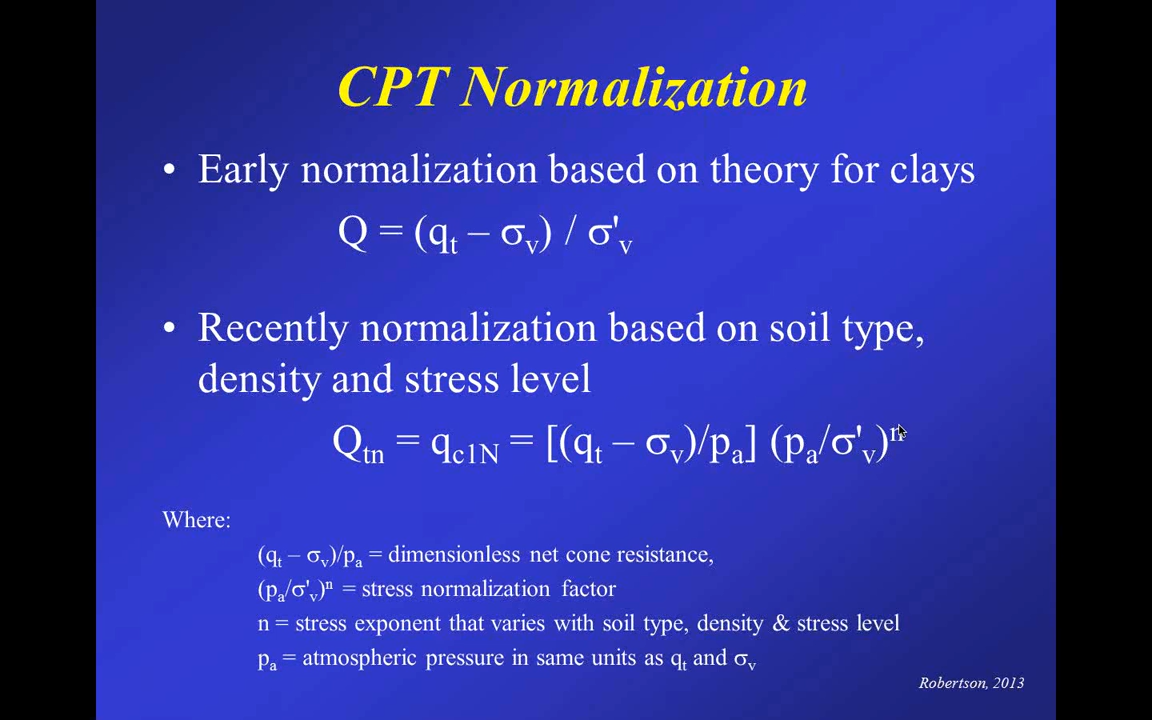 CPT Normalization
• Early normalization based on theory for clays
Q = (qₜ – σᵥ) / σ'ᵥ
• Recently normalization based on soil type,
density and stress level
Qₜₙ = q_c1N = [(qₜ – σᵥ)/pₐ] (pₐ/σ'ᵥ)ⁿ
Where:
(qₜ – σᵥ)/pₐ = dimensionless net cone resistance,
(pₐ/σ'ᵥ)ⁿ = stress normalization factor
n = stress exponent that varies with soil type, density & stress level
pₐ = atmospheric pressure in same units as qₜ and σᵥ
Robertson, 2013